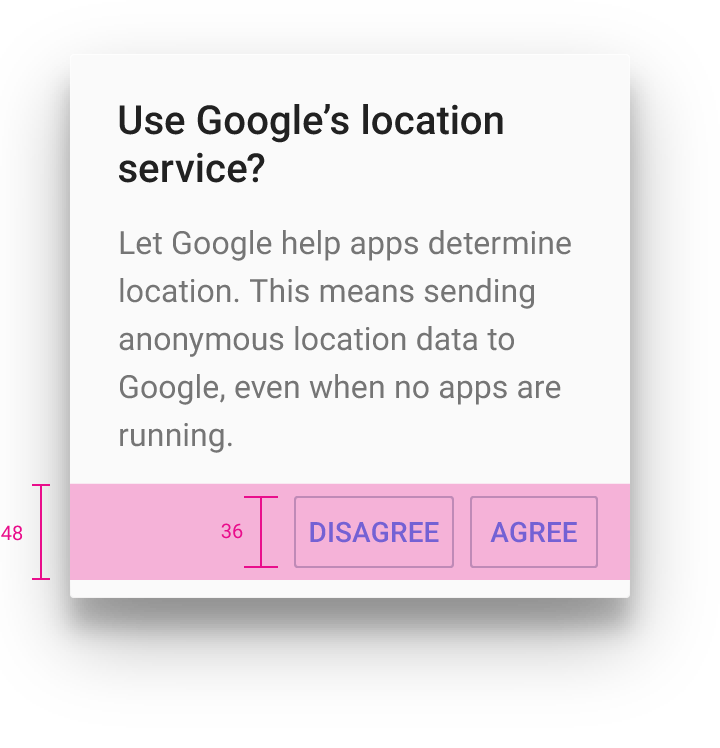 Use Google’s location
service?
Let Google help apps determine
location. This means sending
anonymous location data to
Google, even when no apps are
running.
48
36
DISAGREE AGREE